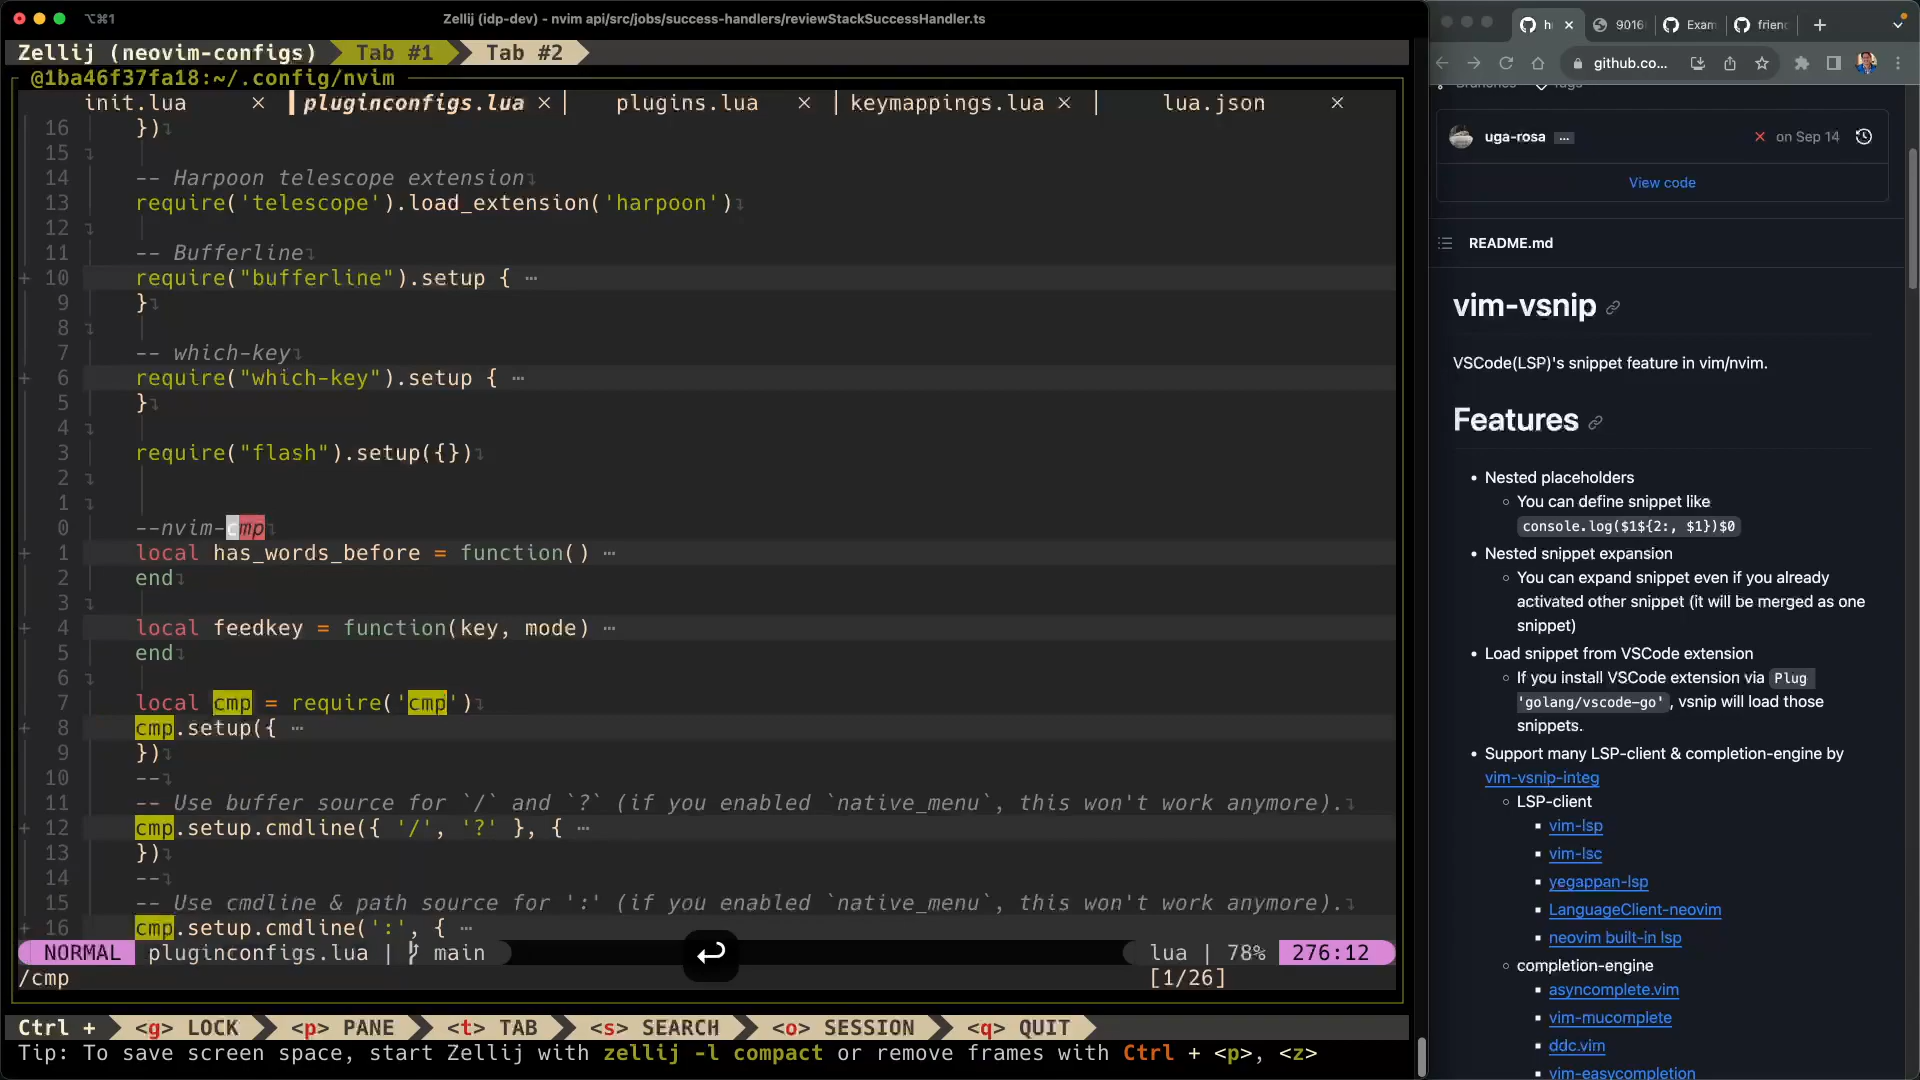 ⌥⌘1
Zellij (idp-dev) - nvim api/src/jobs/success-handlers/reviewStackSuccessHandler.ts
Zellij (neovim-configs) Tab #1 Tab #2
@1ba46f37fa18:~/.config/nvim
init.lua × pluginconfigs.lua × plugins.lua × keymappings.lua × lua.json ×
16 })
15
14 -- Harpoon telescope extension
13 require('telescope').load_extension('harpoon')
12
11 -- Bufferline
+ 10 require("bufferline").setup { ⋯
9 }
8
7 -- which-key
+ 6 require("which-key").setup { ⋯
5 }
4
3 require("flash").setup({})
2
1
0 --nvim-cmp
+ 1 local has_words_before = function() ⋯
2 end
3
+ 4 local feedkey = function(key, mode) ⋯
5 end
6
7 local cmp = require('cmp')
+ 8 cmp.setup({ ⋯
9 })
10 --
11 -- Use buffer source for `/` and `?` (if you enabled `native_menu`, this won't work anymore).
+ 12 cmp.setup.cmdline({ '/', '?' }, { ⋯
13 })
14 --
15 -- Use cmdline & path source for ':' (if you enabled `native_menu`, this won't work anymore).
+ 16 cmp.setup.cmdline(':', { ⋯
NORMAL pluginconfigs.lua | main lua | 78% 276:12
/cmp [1/26]
Ctrl + <g> LOCK <p> PANE <t> TAB <s> SEARCH <o> SESSION <q> QUIT
Tip: To save screen space, start Zellij with zellij -l compact or remove frames with Ctrl + <p>, <z>
9016 Exam frien
github.co...
Branches Tags
uga-rosa ... × on Sep 14
View code
README.md
vim-vsnip
VSCode(LSP)'s snippet feature in vim/nvim.
Features
• Nested placeholders
○ You can define snippet like
console.log($1${2:, $1})$0
• Nested snippet expansion
○ You can expand snippet even if you already
activated other snippet (it will be merged as one
snippet)
• Load snippet from VSCode extension
○ If you install VSCode extension via Plug
'golang/vscode-go', vsnip will load those
snippets.
• Support many LSP-client & completion-engine by
vim-vsnip-integ
○ LSP-client
▪ vim-lsp
▪ vim-lsc
▪ yegappan-lsp
▪ LanguageClient-neovim
▪ neovim built-in lsp
○ completion-engine
▪ asyncomplete.vim
▪ vim-mucomplete
▪ ddc.vim
▪ vim-easycompletion